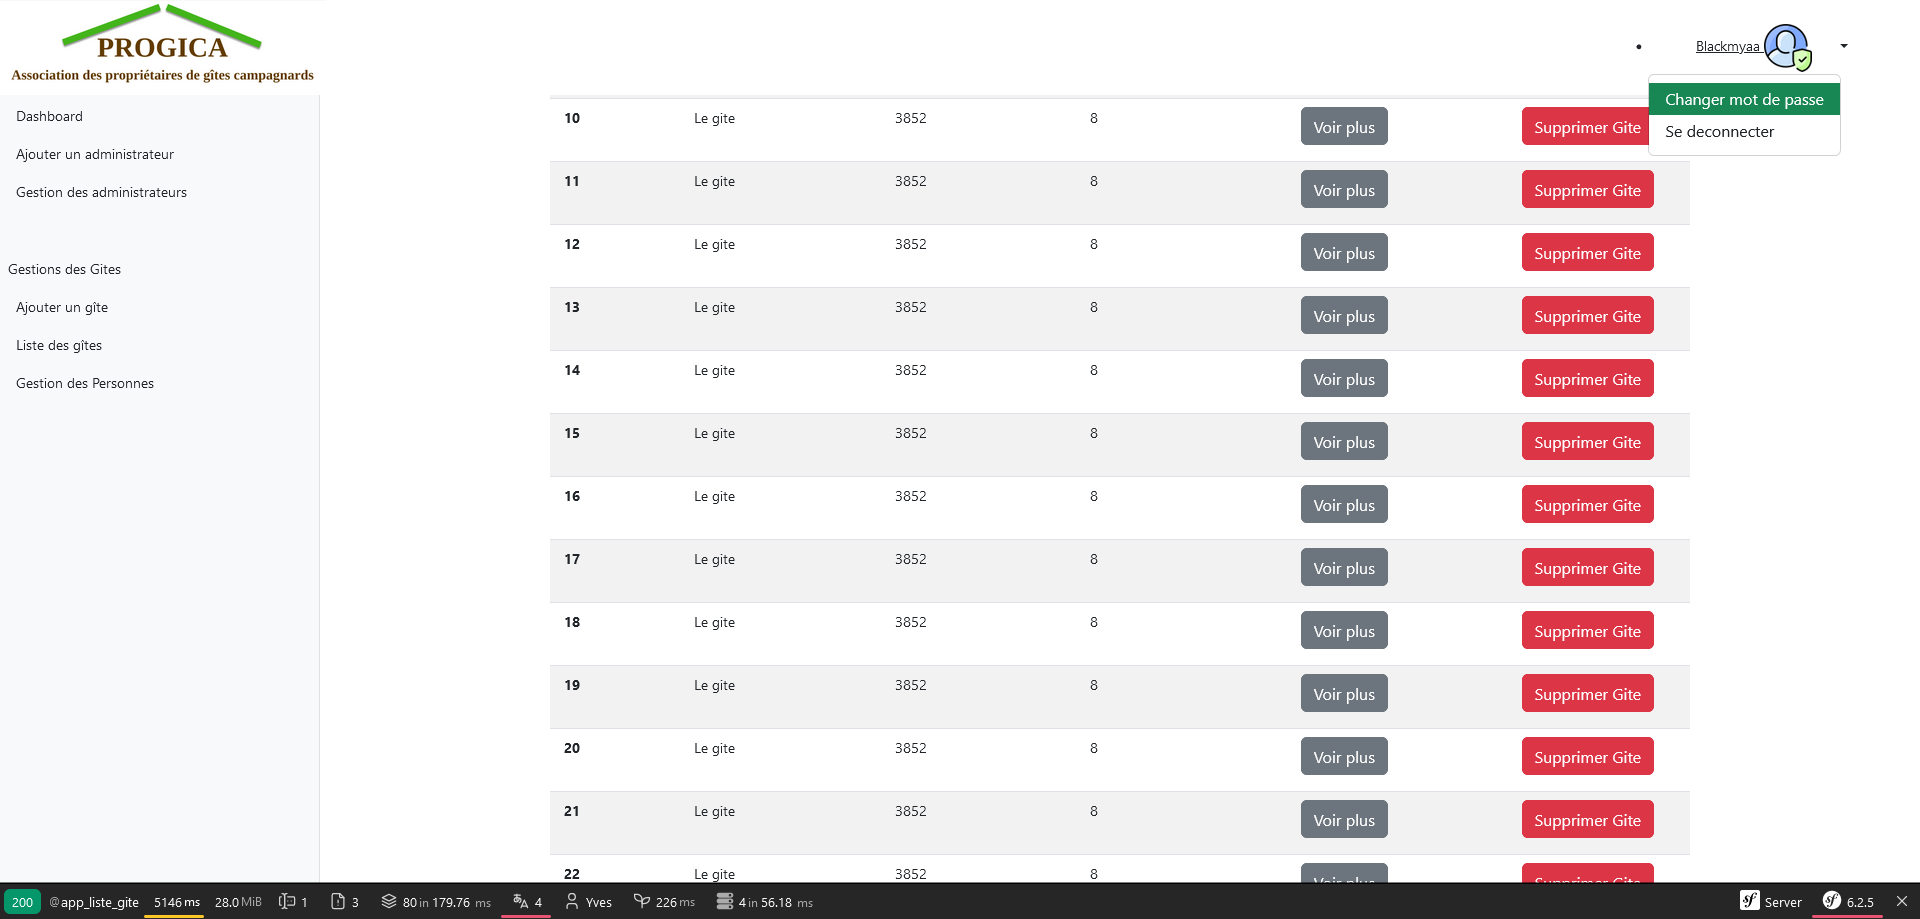 PROGICA
Association des propriétaires de gîtes campagnards
Blackmyaa
Changer mot de passe
Se deconnecter
Dashboard
Ajouter un administrateur
Gestion des administrateurs
Gestions des Gites
Ajouter un gîte
Liste des gîtes
Gestion des Personnes
10 Le gite 3852 8 Voir plus Supprimer Gite
11 Le gite 3852 8 Voir plus Supprimer Gite
12 Le gite 3852 8 Voir plus Supprimer Gite
13 Le gite 3852 8 Voir plus Supprimer Gite
14 Le gite 3852 8 Voir plus Supprimer Gite
15 Le gite 3852 8 Voir plus Supprimer Gite
16 Le gite 3852 8 Voir plus Supprimer Gite
17 Le gite 3852 8 Voir plus Supprimer Gite
18 Le gite 3852 8 Voir plus Supprimer Gite
19 Le gite 3852 8 Voir plus Supprimer Gite
20 Le gite 3852 8 Voir plus Supprimer Gite
21 Le gite 3852 8 Voir plus Supprimer Gite
22 Le gite 3852 8 Voir plus Supprimer Gite
200 @app_liste_gite 5146 ms 28.0 MiB 1 3 80 in 179.76 ms 4 Yves 226 ms 4 in 56.18 ms Server 6.2.5